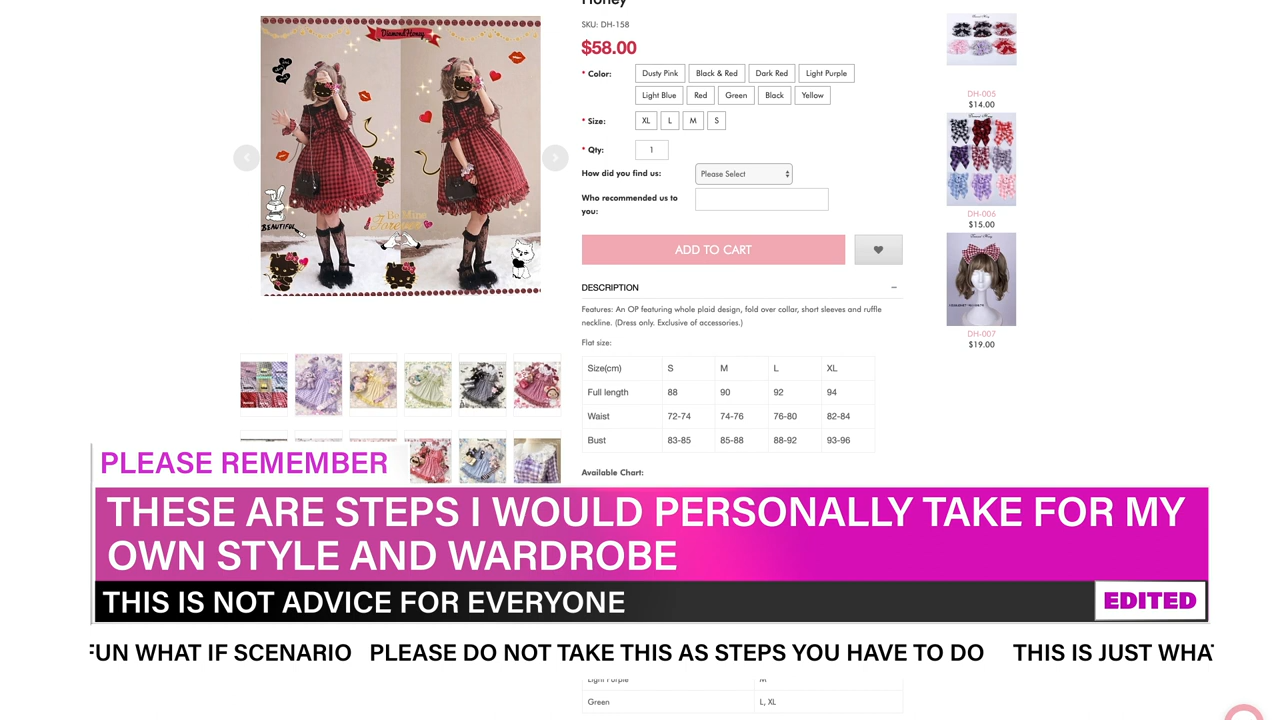 Honey
SKU: DH-158
$58.00
* Color:
Dusty Pink
Black & Red
Dark Red
Light Purple
Light Blue
Red
Green
Black
Yellow
* Size:
XL
L
M
S
* Qty:
1
How did you find us:
Please Select
Who recommended us to
you:
ADD TO CART
DESCRIPTION
Features: An OP featuring whole plaid design, fold over collar, short sleeves and ruffle
neckline. (Dress only. Exclusive of accessories.)
Flat size:
Size(cm) S M L XL
Full length 88 90 92 94
Waist 72-74 74-76 76-80 82-84
Bust 83-85 85-88 88-92 93-96
Available Chart:
DiamondHoney
BEAUTIFUL
Be Mine
Forever
DH-005
$14.00
DH-006
$15.00
DH-007
$19.00
PLEASE REMEMBER
THESE ARE STEPS I WOULD PERSONALLY TAKE FOR MY
OWN STYLE AND WARDROBE
THIS IS NOT ADVICE FOR EVERYONE
EDITED
FUN WHAT IF SCENARIO PLEASE DO NOT TAKE THIS AS STEPS YOU HAVE TO DO THIS IS JUST WHAT
Light Purple M
Green L, XL